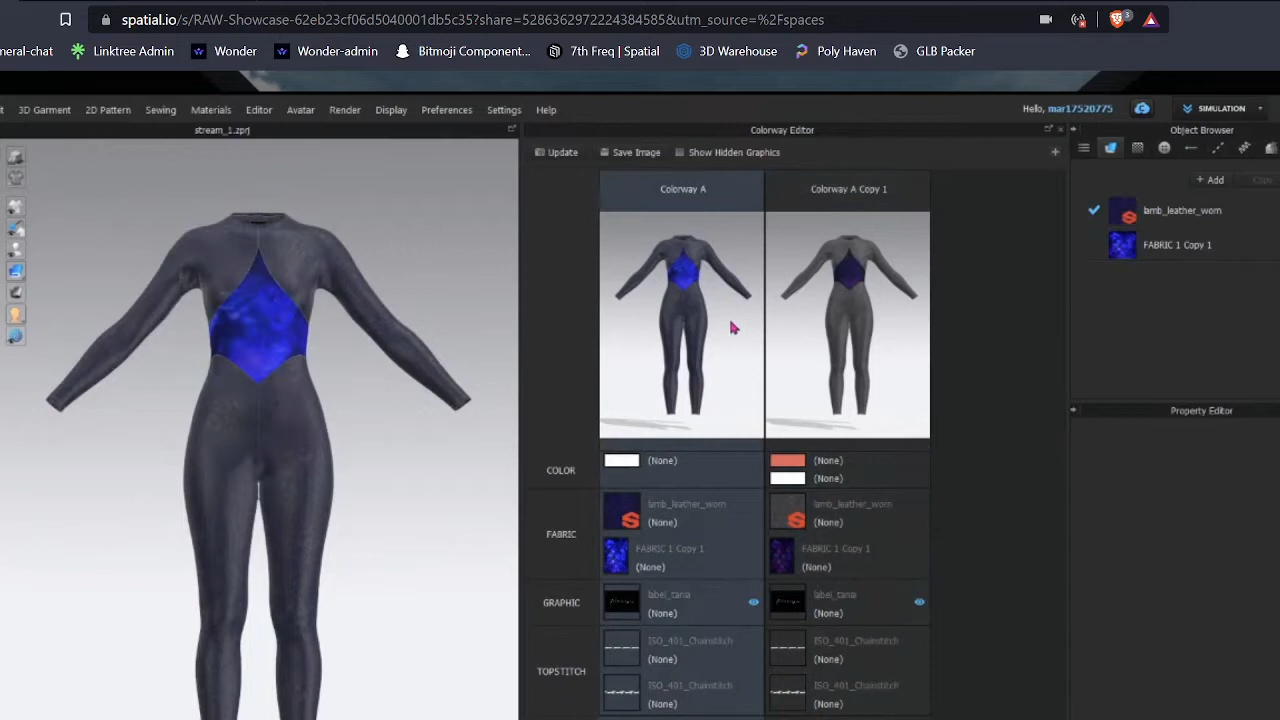 spatial.io/s/RAW-Showcase-62eb23cf06d5040001db5c35?share=5286362972224384585&utm_source=%2Fspaces
3
neral-chat Linktree Admin Wonder Wonder-admin Bitmoji Component... 7th Freq | Spatial 3D Warehouse Poly Haven GLB Packer
it 3D Garment 2D Pattern Sewing Materials Editor Avatar Render Display Preferences Settings Help Hello, mar17520775 SIMULATION
stream_1.zprj Colorway Editor Object Browser
Update Save Image Show Hidden Graphics
+ Add Copy
Colorway A Colorway A Copy 1
lamb_leather_worn
FABRIC 1 Copy 1
Property Editor
COLOR (None) (None)
(None)
FABRIC lamb_leather_worn lamb_leather_worn
(None) (None)
FABRIC 1 Copy 1 FABRIC 1 Copy 1
(None) (None)
GRAPHIC label_tania label_tania
(None) (None)
TOPSTITCH ISO_401_Chainstitch ISO_401_Chainstitch
(None) (None)
ISO_401_Chainstitch ISO_401_Chainstitch
(None) (None)